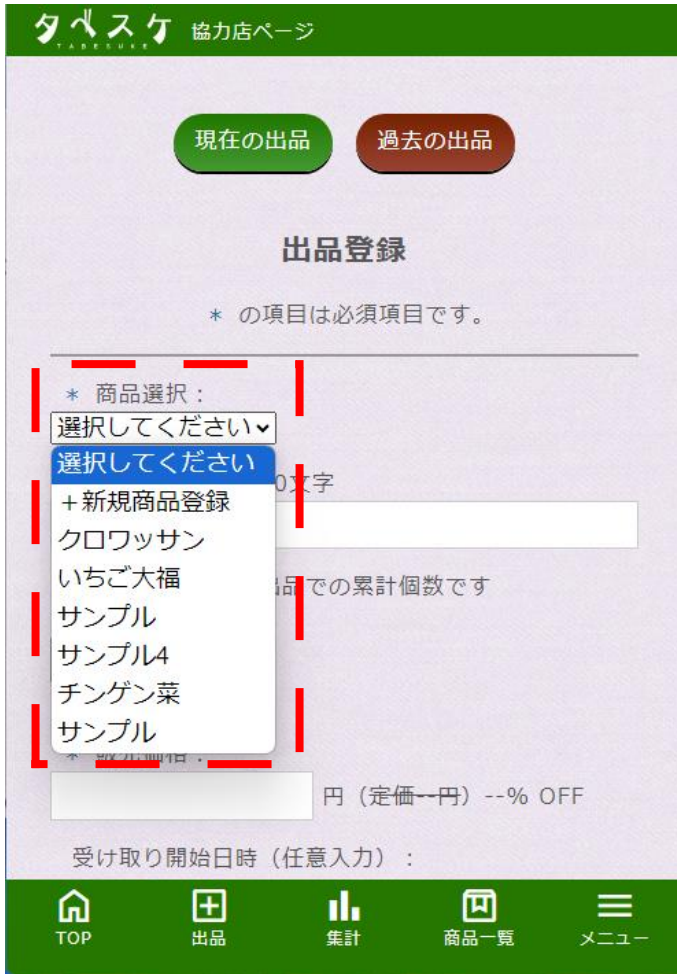 タベスケ 協力店ページ
TABESUKE
現在の出品 過去の出品
出品登録
* の項目は必須項目です。
* 商品選択：
選択してください
選択してください
+新規商品登録
0文字
クロワッサン
いちご大福
品での累計個数です
サンプル
サンプル4
チンゲン菜
サンプル
円（定価--円）--% OFF
受け取り開始日時（任意入力）：
TOP 出品 集計 商品一覧 メニュー